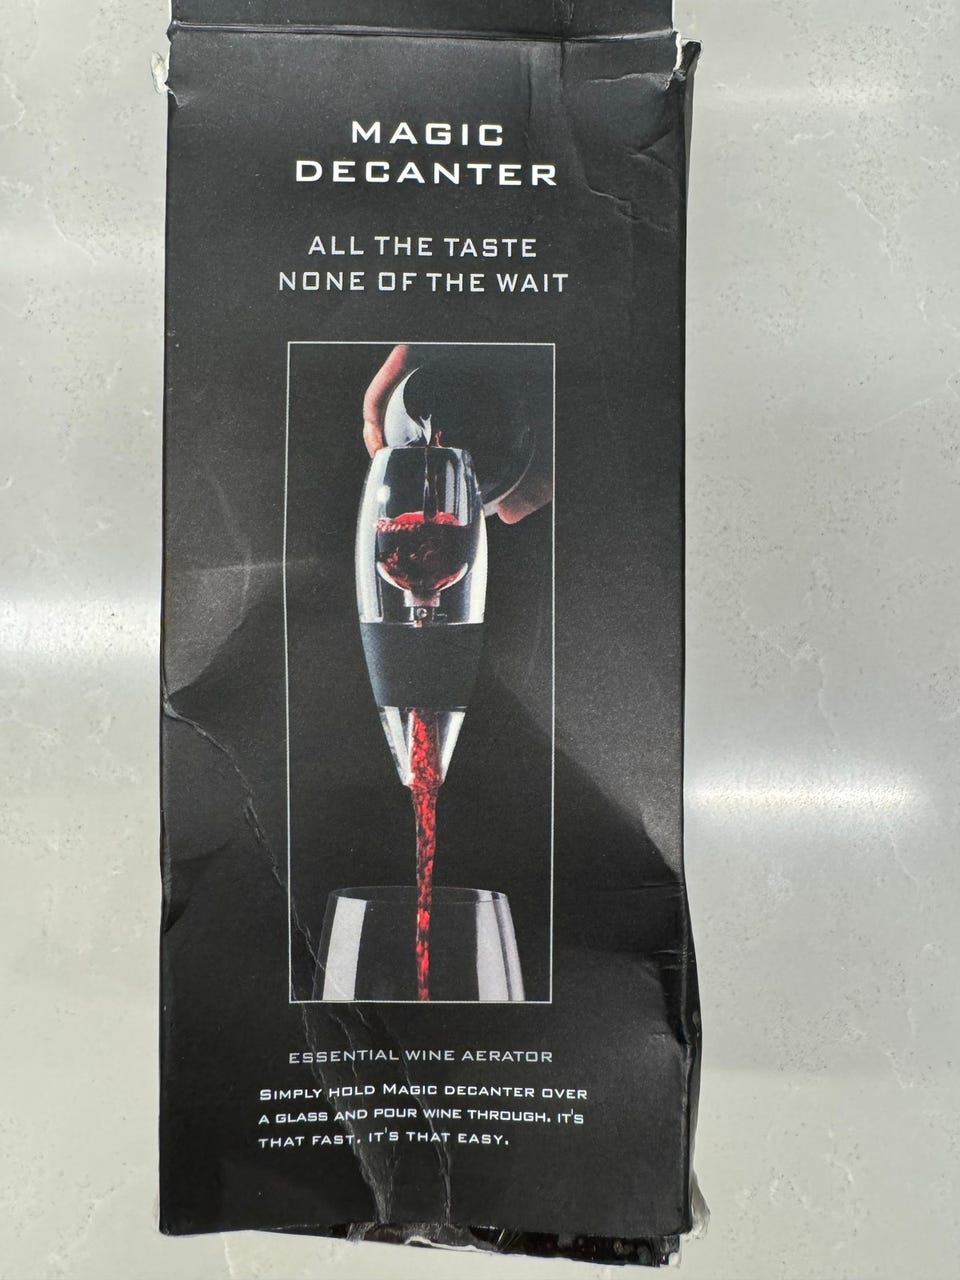 MAGIC
DECANTER
ALL THE TASTE
NONE OF THE WAIT
ESSENTIAL WINE AERATOR
SIMPLY HOLD MAGIC DECANTER OVER
A GLASS AND POUR WINE THROUGH. IT'S
THAT FAST. IT'S THAT EASY.